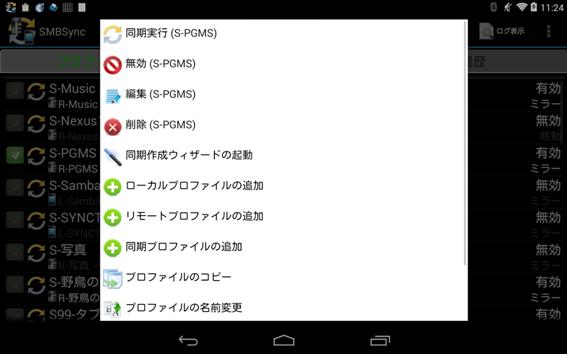 11:24
SMBSync
ログ表示
履歴
同期実行 (S-PGMS)
無効 (S-PGMS)
編集 (S-PGMS)
削除 (S-PGMS)
同期作成ウィザードの起動
ローカルプロファイルの追加
リモートプロファイルの追加
同期プロファイルの追加
プロファイルのコピー
プロファイルの名前変更
S-Music
有効
R-Music
ミラー
S-Nexus
無効
R-Nexus
移動
S-PGMS
有効
R-PGMS
ミラー
S-Samba
無効
L-Samba
ミラー
S-SYNCT
無効
L-SYNCT
ミラー
S-写真
無効
R-写真
ミラー
S-野鳥の
有効
R-野鳥の
ミラー
S99-タブ
無効